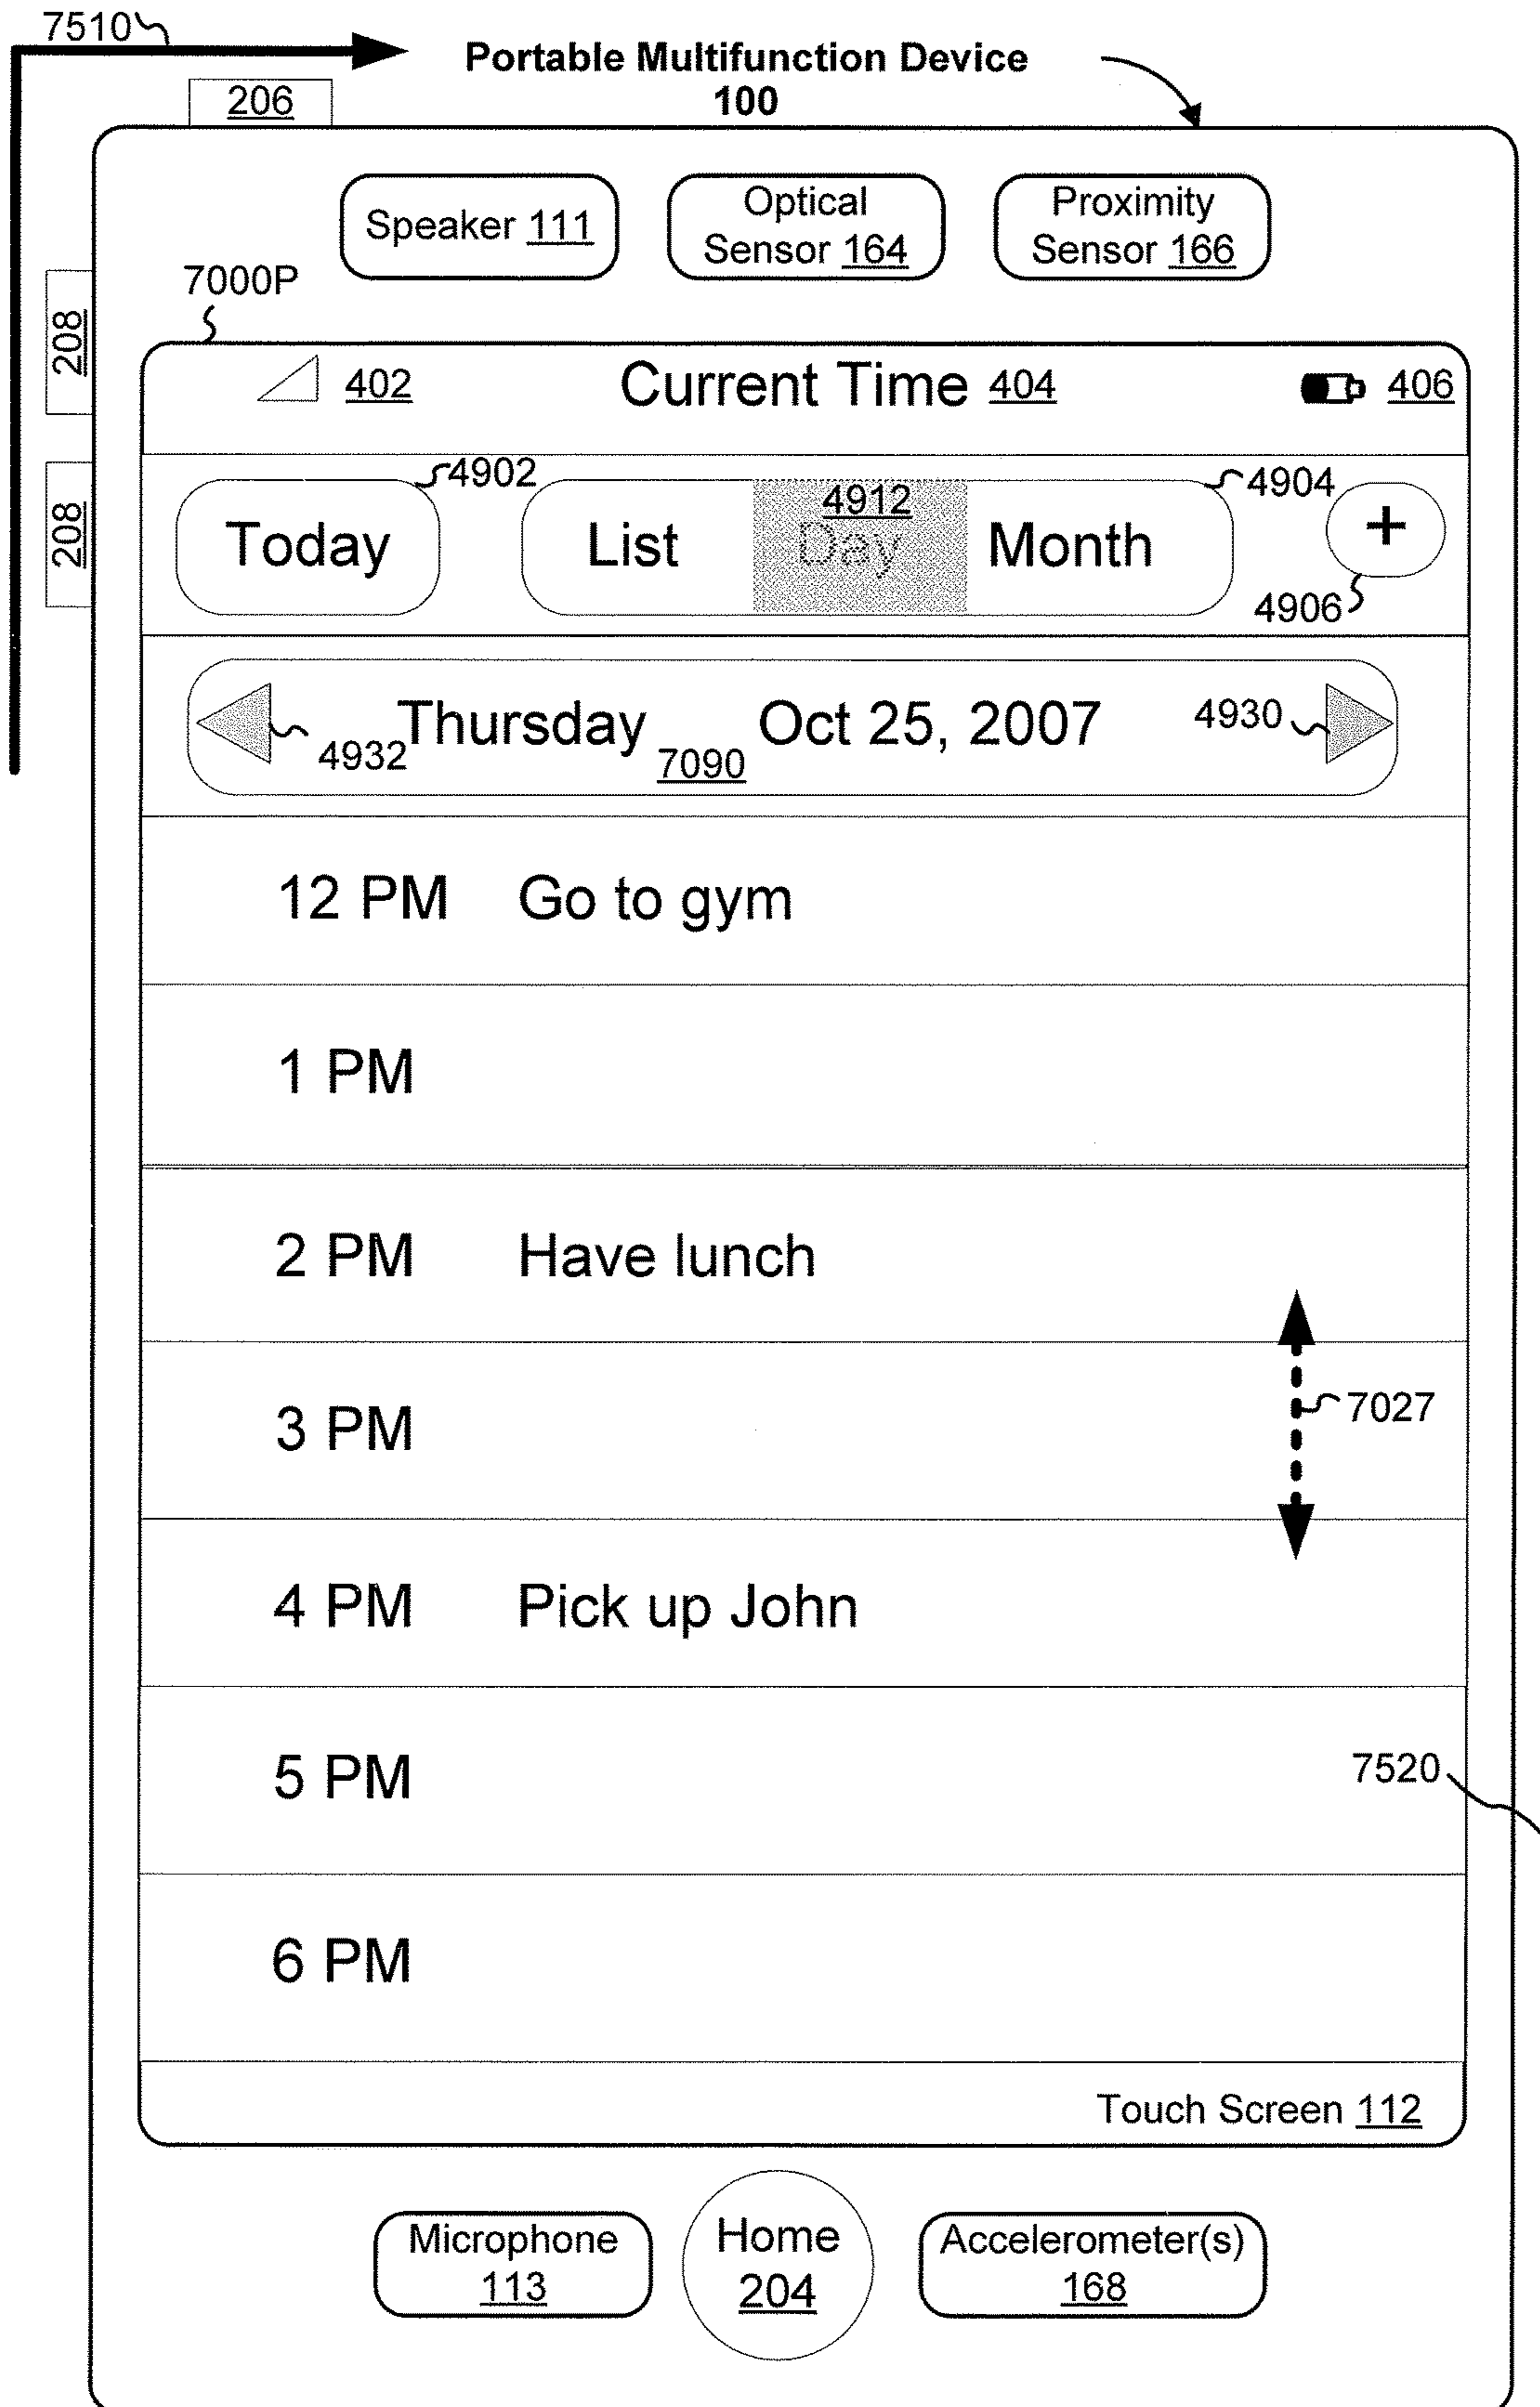 7510
Portable Multifunction Device
100
206
Speaker 111
Optical
Sensor 164
Proximity
Sensor 166
7000P
208
208
402
Current Time 404
406
4902
4912
4904
Today
List
Day
Month
+
4906
4932
Thursday
7090
Oct 25, 2007
4930
12 PM Go to gym
1 PM
2 PM Have lunch
3 PM
7027
4 PM Pick up John
5 PM
7520
6 PM
Touch Screen 112
Microphone
113
Home
204
Accelerometer(s)
168